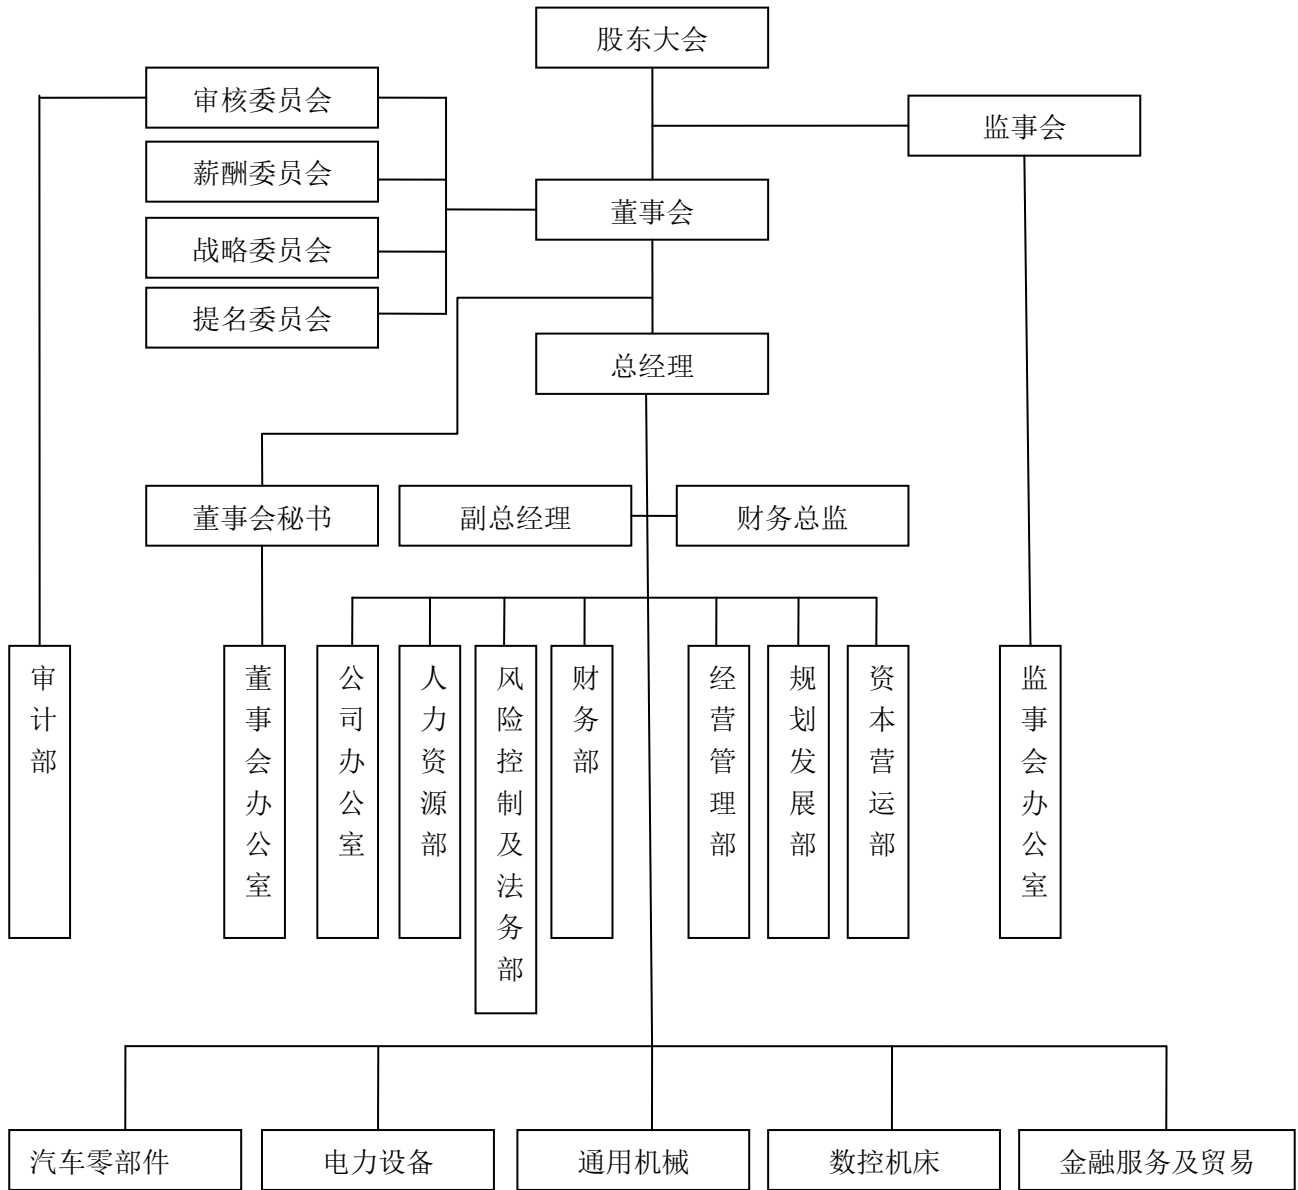 股东大会
审核委员会
监事会
薪酬委员会
董事会
战略委员会
提名委员会
总经理
董事会秘书
副总经理
财务总监
审计部
董事会办公室
公司办公室
人力资源部
风险控制及法务部
财务部
经营管理部
规划发展部
资本营运部
监事会办公室
汽车零部件
电力设备
通用机械
数控机床
金融服务及贸易